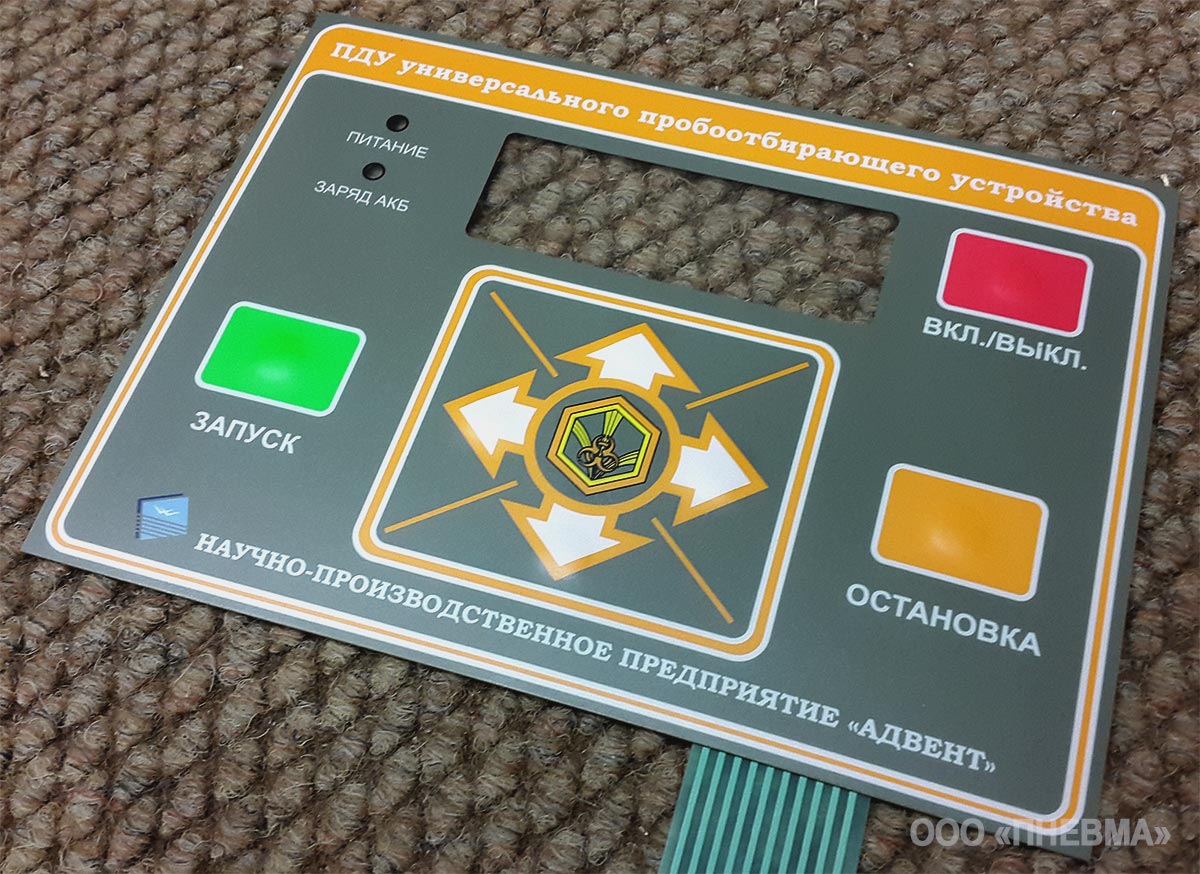 ПДУ универсального пробоотбирающего устройства
ПИТАНИЕ
ЗАРЯД АКБ
ВКЛ./ВЫКЛ.
ЗАПУСК
ОСТАНОВКА
НАУЧНО-ПРОИЗВОДСТВЕННОЕ ПРЕДПРИЯТИЕ «АДВЕНТ»
ООО «ПНЕВМА»